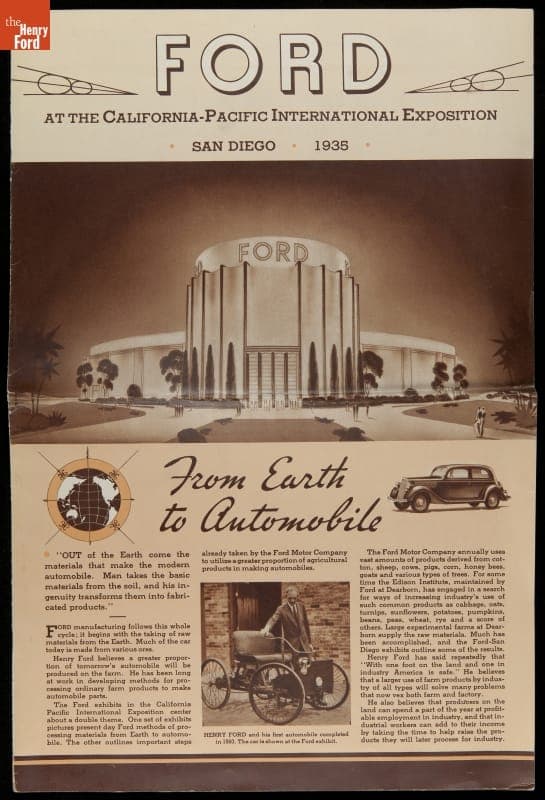 the
Henry
Ford
FORD
AT THE CALIFORNIA-PACIFIC INTERNATIONAL EXPOSITION
SAN DIEGO • 1935
FORD
From Earth
to Automobile
"OUT of the Earth come the
materials that make the modern
automobile. Man takes the basic
materials from the soil, and his in-
genuity transforms them into fabri-
cated products."
FORD manufacturing follows this whole
cycle; it begins with the taking of raw
materials from the Earth. Much of the car
today is made from various ores.
Henry Ford believes a greater propor-
tion of tomorrow's automobile will be
produced on the farm. He has been long
at work in developing methods for pro-
cessing ordinary farm products to make
automobile parts.
The Ford exhibits in the California
Pacific International Exposition center
about a double theme. One set of exhibits
pictures present day Ford methods of pro-
cessing materials from Earth to automo-
bile. The other outlines important steps
already taken by the Ford Motor Company
to utilize a greater proportion of agricultural
products in making automobiles.
HENRY FORD and his first automobile completed
in 1893. The car is shown at the Ford exhibit.
The Ford Motor Company annually uses
vast amounts of products derived from cot-
ton, sheep, cows, pigs, corn, honey bees,
goats and various types of trees. For some
time the Edison Institute, maintained by
Ford at Dearborn, has engaged in a search
for ways of increasing industry's use of
such common products as cabbage, oats,
turnips, sunflowers, potatoes, pumpkins,
beans, peas, wheat, rye and a score of
others. Large experimental farms at Dear-
born supply the raw materials. Much has
been accomplished, and the Ford-San
Diego exhibits outline some of the results.
Henry Ford has said repeatedly that
"With one foot on the land and one in
industry America is safe." He believes
that a larger use of farm products by indus-
try of all types will solve many problems
that now vex both farm and factory.
He also believes that producers on the
land can spend a part of the year at profit-
able employment in industry, and that in-
dustrial workers can add to their income
by taking the time to help raise the pro-
ducts they will later process for industry.